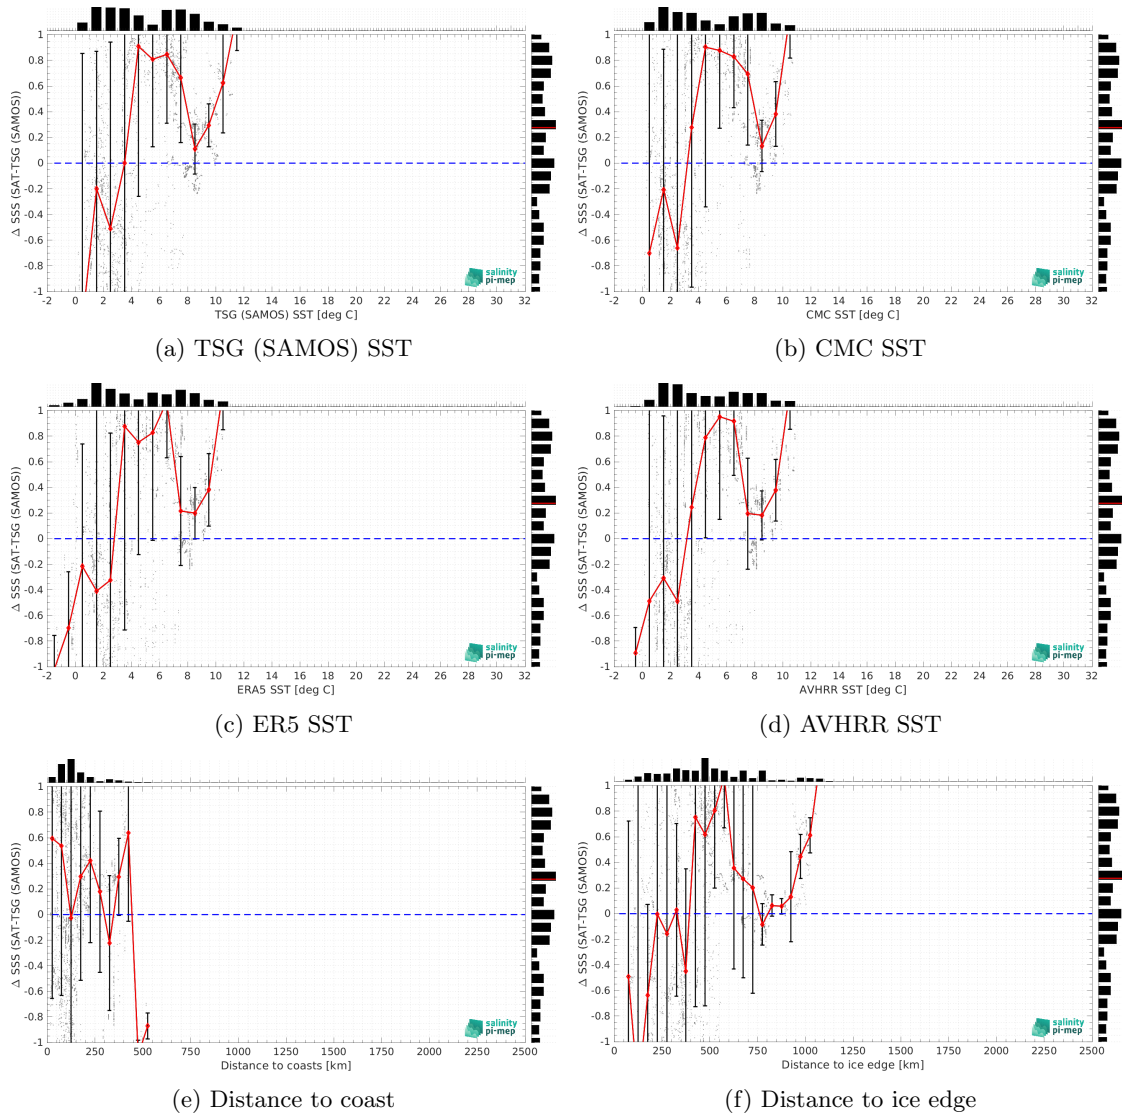 1
0.8
0.6
0.4
0.2
0
-0.2
-0.4
-0.6
-0.8
-1
Δ SSS (SAT-TSG (SAMOS))
-2 0 2 4 6 8 10 12 14 16 18 20 22 24 26 28 30 32
TSG (SAMOS) SST [deg C]
salinity
pi-mep
(a) TSG (SAMOS) SST
1
0.8
0.6
0.4
0.2
0
-0.2
-0.4
-0.6
-0.8
-1
Δ SSS (SAT-TSG (SAMOS))
-2 0 2 4 6 8 10 12 14 16 18 20 22 24 26 28 30 32
CMC SST [deg C]
salinity
pi-mep
(b) CMC SST
1
0.8
0.6
0.4
0.2
0
-0.2
-0.4
-0.6
-0.8
-1
Δ SSS (SAT-TSG (SAMOS))
-2 0 2 4 6 8 10 12 14 16 18 20 22 24 26 28 30 32
ERA5 SST [deg C]
salinity
pi-mep
(c) ER5 SST
1
0.8
0.6
0.4
0.2
0
-0.2
-0.4
-0.6
-0.8
-1
Δ SSS (SAT-TSG (SAMOS))
-2 0 2 4 6 8 10 12 14 16 18 20 22 24 26 28 30 32
AVHRR SST [deg C]
salinity
pi-mep
(d) AVHRR SST
1
0.8
0.6
0.4
0.2
0
-0.2
-0.4
-0.6
-0.8
-1
Δ SSS (SAT-TSG (SAMOS))
0 250 500 750 1000 1250 1500 1750 2000 2250 2500
Distance to coasts [km]
salinity
pi-mep
(e) Distance to coast
1
0.8
0.6
0.4
0.2
0
-0.2
-0.4
-0.6
-0.8
-1
Δ SSS (SAT-TSG (SAMOS))
0 250 500 750 1000 1250 1500 1750 2000 2250 2500
Distance to ice edge [km]
salinity
pi-mep
(f) Distance to ice edge